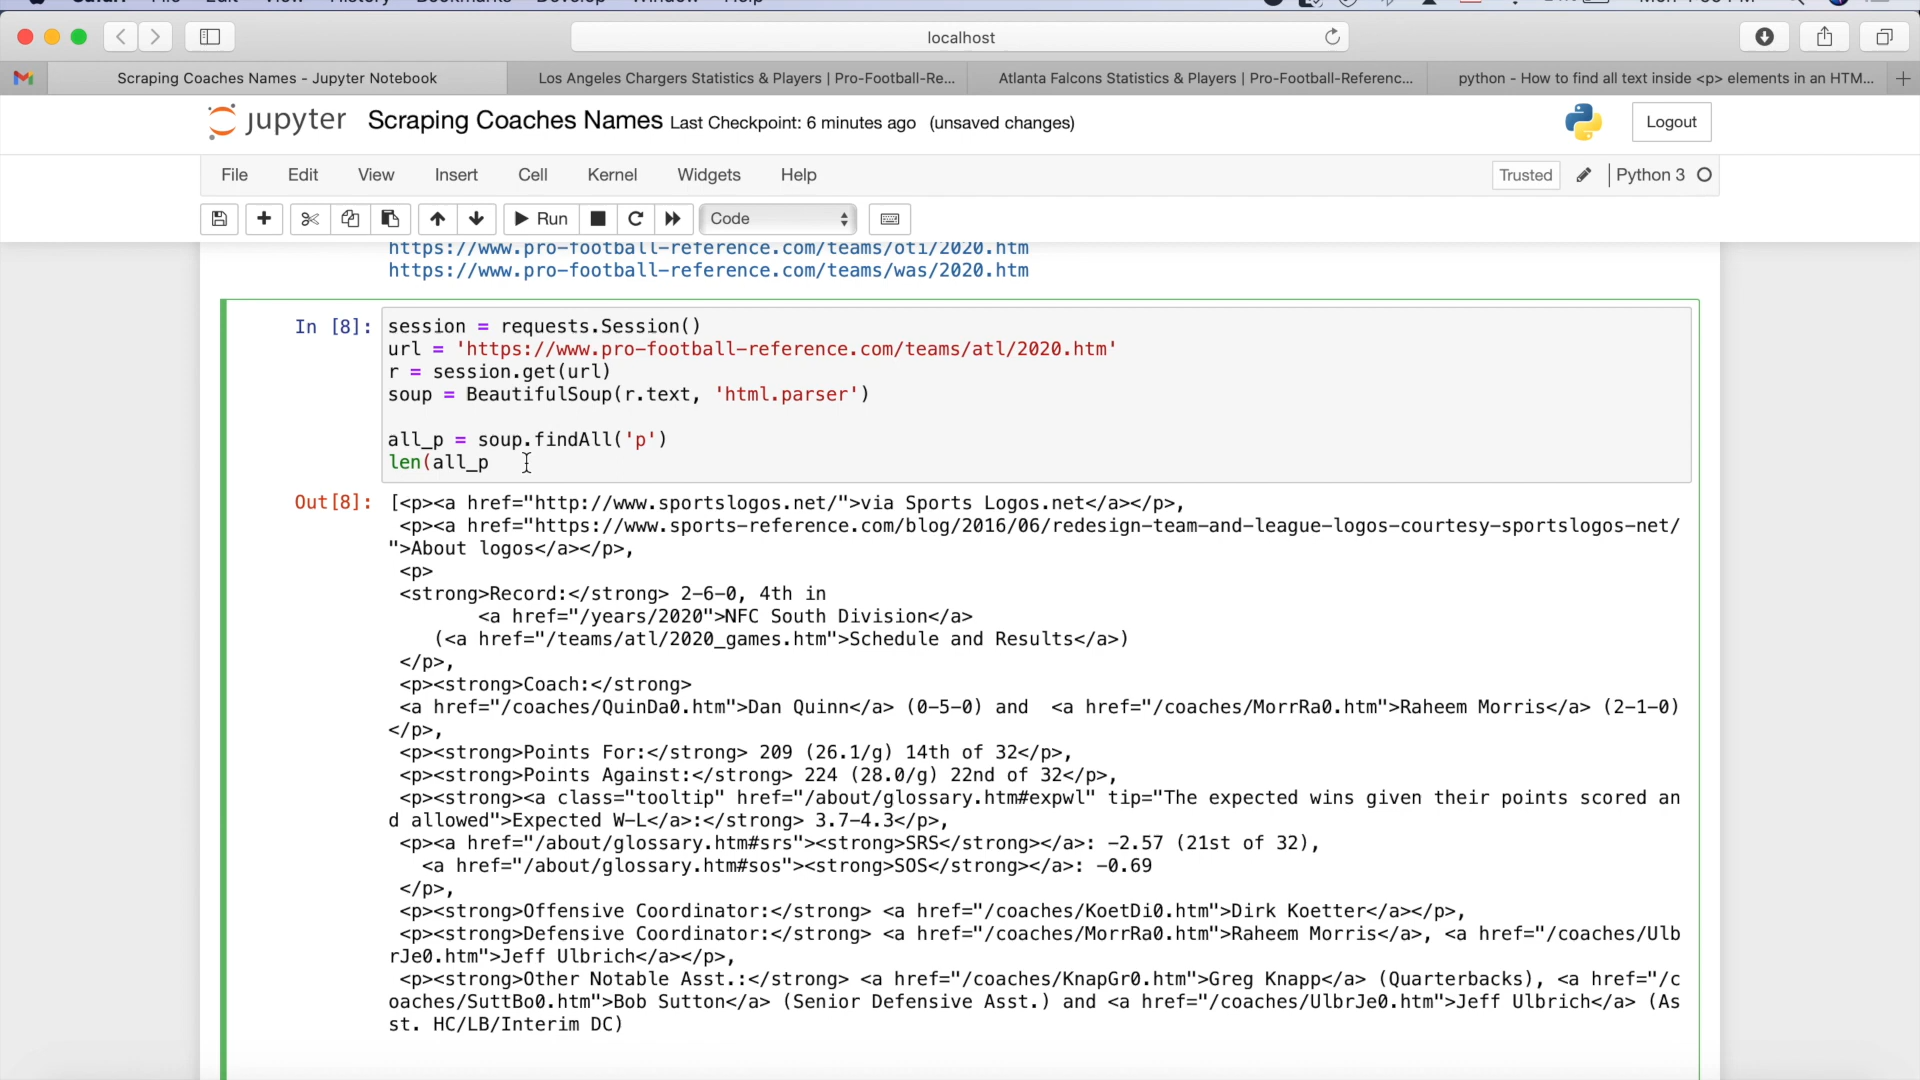 localhost
Scraping Coaches Names - Jupyter Notebook
Los Angeles Chargers Statistics & Players | Pro-Football-Re...
Atlanta Falcons Statistics & Players | Pro-Football-Referenc...
python - How to find all text inside <p> elements in an HTM...
jupyter Scraping Coaches Names Last Checkpoint: 6 minutes ago (unsaved changes)
Logout
File Edit View Insert Cell Kernel Widgets Help
Trusted
Python 3
Run
Code
https://www.pro-football-reference.com/teams/oti/2020.htm
https://www.pro-football-reference.com/teams/was/2020.htm
In [8]: session = requests.Session()
url = 'https://www.pro-football-reference.com/teams/atl/2020.htm'
r = session.get(url)
soup = BeautifulSoup(r.text, 'html.parser')
all_p = soup.findAll('p')
len(all_p
Out[8]: [<p><a href="http://www.sportslogos.net/">via Sports Logos.net</a></p>,
<p><a href="https://www.sports-reference.com/blog/2016/06/redesign-team-and-league-logos-courtesy-sportslogos-net/
">About logos</a></p>,
<p>
<strong>Record:</strong> 2-6-0, 4th in
<a href="/years/2020">NFC South Division</a>
(<a href="/teams/atl/2020_games.htm">Schedule and Results</a>)
</p>,
<p><strong>Coach:</strong>
<a href="/coaches/QuinDa0.htm">Dan Quinn</a> (0-5-0) and  <a href="/coaches/MorrRa0.htm">Raheem Morris</a> (2-1-0)
</p>,
<p><strong>Points For:</strong> 209 (26.1/g) 14th of 32</p>,
<p><strong>Points Against:</strong> 224 (28.0/g) 22nd of 32</p>,
<p><strong><a class="tooltip" href="/about/glossary.htm#expwl" tip="The expected wins given their points scored an
d allowed">Expected W-L</a>:</strong> 3.7-4.3</p>,
<p><a href="/about/glossary.htm#srs"><strong>SRS</strong></a>: -2.57 (21st of 32),
<a href="/about/glossary.htm#sos"><strong>SOS</strong></a>: -0.69
</p>,
<p><strong>Offensive Coordinator:</strong> <a href="/coaches/KoetDi0.htm">Dirk Koetter</a></p>,
<p><strong>Defensive Coordinator:</strong> <a href="/coaches/MorrRa0.htm">Raheem Morris</a>, <a href="/coaches/Ulb
rJe0.htm">Jeff Ulbrich</a></p>,
<p><strong>Other Notable Asst.:</strong> <a href="/coaches/KnapGr0.htm">Greg Knapp</a> (Quarterbacks), <a href="/c
oaches/SuttBo0.htm">Bob Sutton</a> (Senior Defensive Asst.) and <a href="/coaches/UlbrJe0.htm">Jeff Ulbrich</a> (As
st. HC/LB/Interim DC)